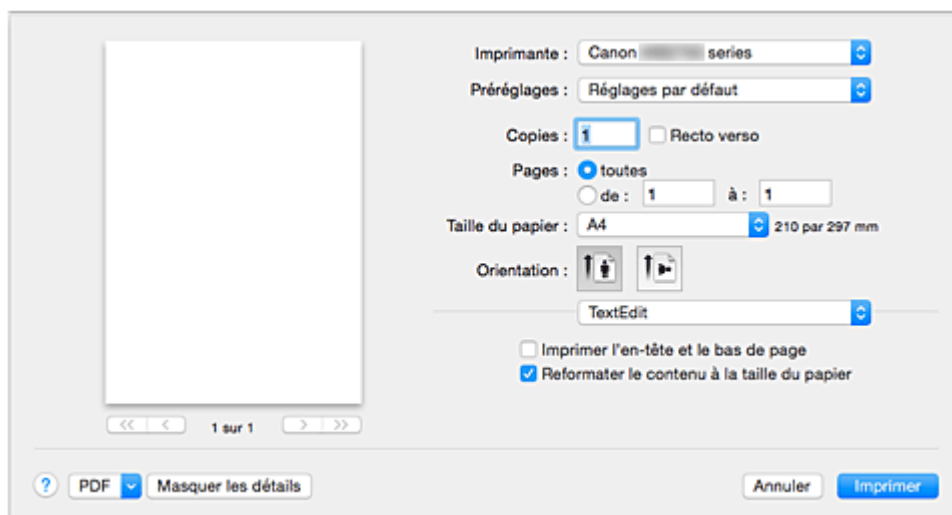 Imprimante : Canon series
Préréglages : Réglages par défaut
Copies : 1 Recto verso
Pages : toutes
de : 1 à : 1
Taille du papier : A4 210 par 297 mm
Orientation :
TextEdit
Imprimer l'en-tête et le bas de page
Reformater le contenu à la taille du papier
<< < 1 sur 1 > >>
? PDF Masquer les détails Annuler Imprimer